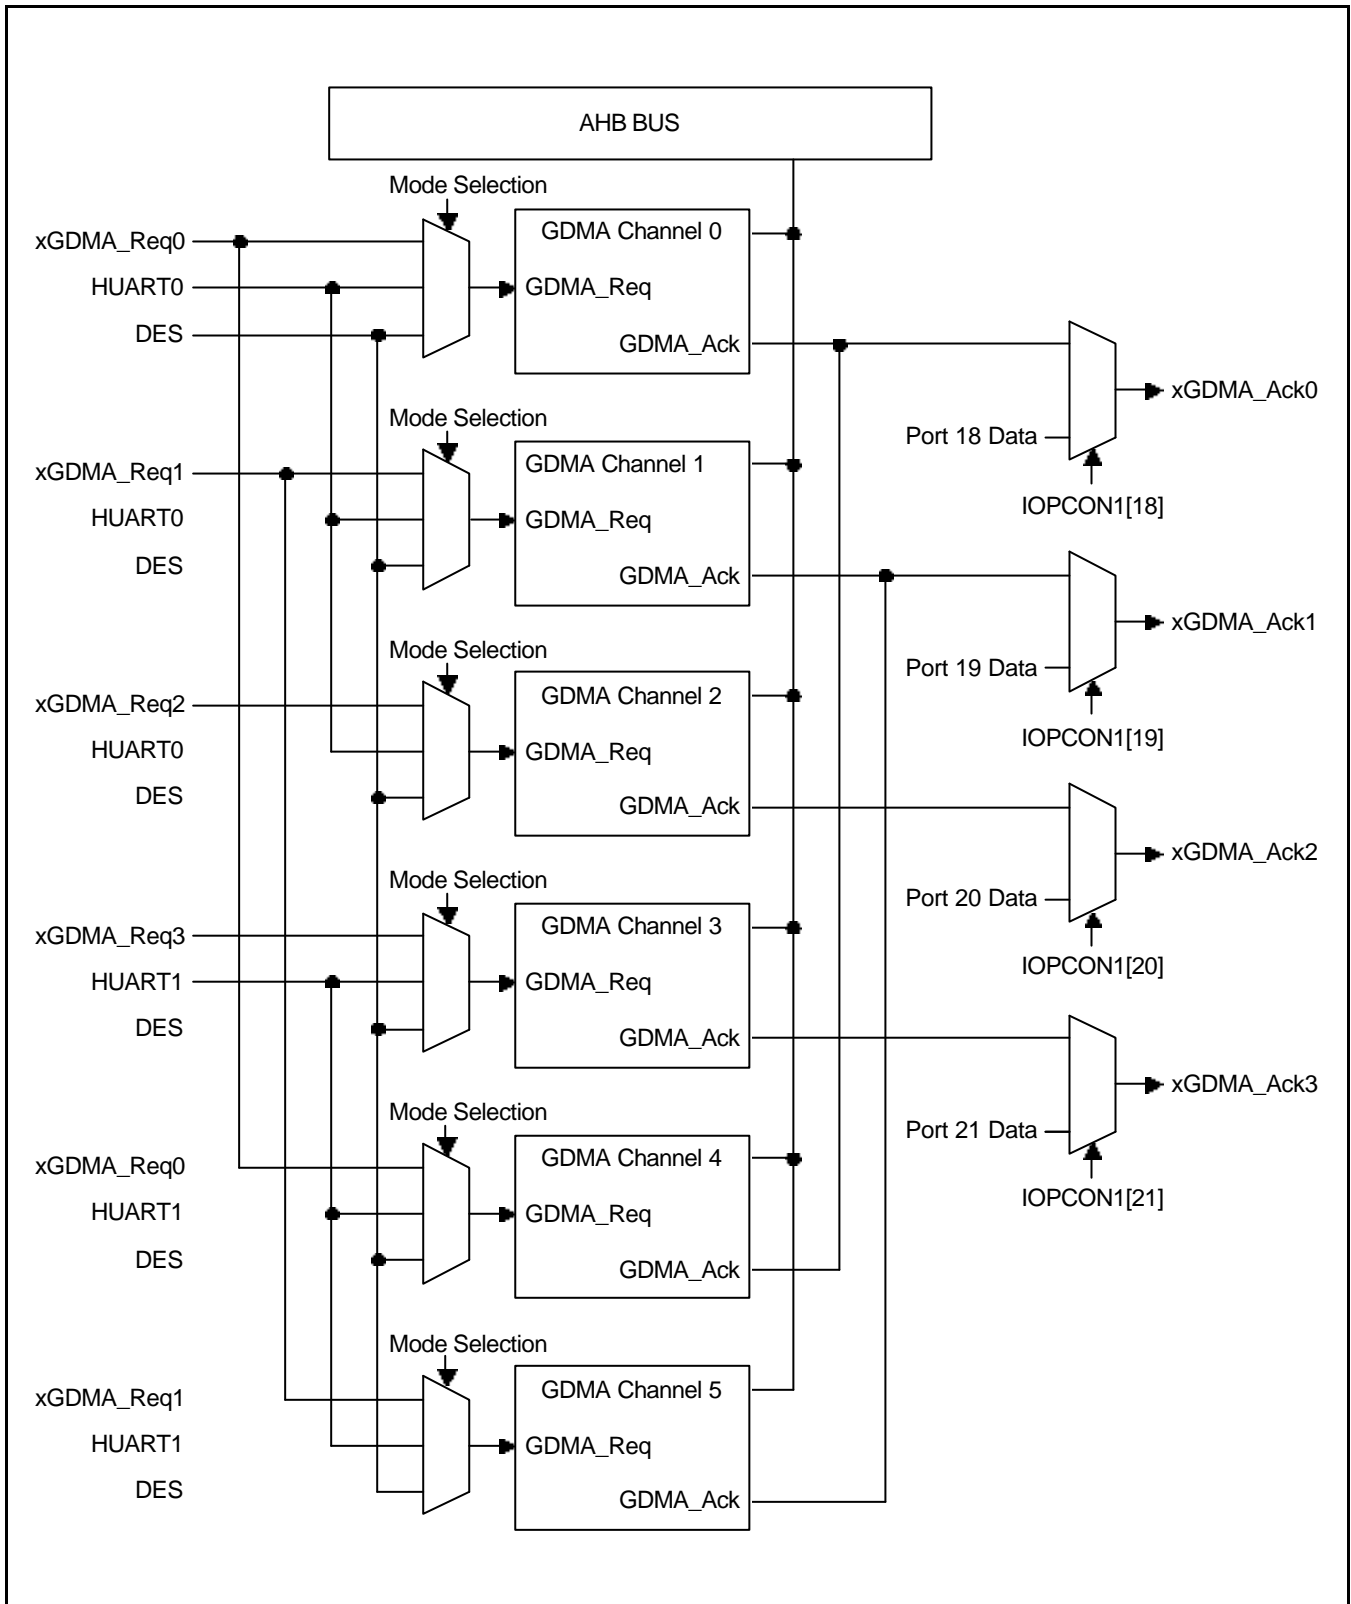 AHB BUS
Mode Selection
xGDMA_Req0
HUART0
DES
GDMA Channel 0
GDMA_Req
GDMA_Ack
Port 18 Data
IOPCON1[18]
xGDMA_Ack0
Mode Selection
xGDMA_Req1
HUART0
DES
GDMA Channel 1
GDMA_Req
GDMA_Ack
Port 19 Data
IOPCON1[19]
xGDMA_Ack1
Mode Selection
xGDMA_Req2
HUART0
DES
GDMA Channel 2
GDMA_Req
GDMA_Ack
Port 20 Data
IOPCON1[20]
xGDMA_Ack2
Mode Selection
xGDMA_Req3
HUART1
DES
GDMA Channel 3
GDMA_Req
GDMA_Ack
Port 21 Data
IOPCON1[21]
xGDMA_Ack3
Mode Selection
xGDMA_Req0
HUART1
DES
GDMA Channel 4
GDMA_Req
GDMA_Ack
Mode Selection
xGDMA_Req1
HUART1
DES
GDMA Channel 5
GDMA_Req
GDMA_Ack